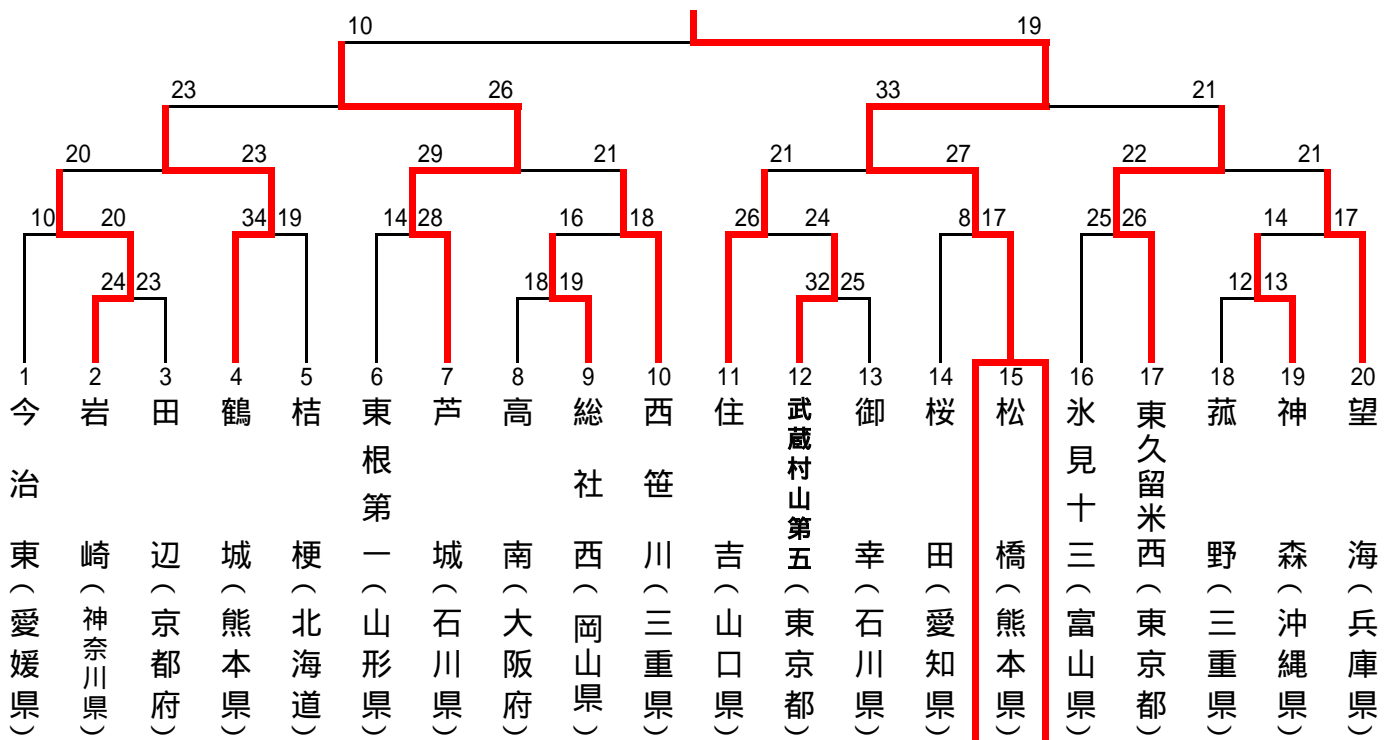 10 19
23 26 33 21
20 23 29 21 21 27 22 21
10 20 34 19 14 28 16 18 26 24 8 17 25 26 14 17
24 23 18 19 32 25 12 13
1 2 3 4 5 6 7 8 9 10 11 12 13 14 15 16 17 18 19 20
今治東(愛媛県)
岩崎(神奈川県)
田辺(京都府)
鶴城(熊本県)
桔梗(北海道)
東根第一(山形県)
芦城(石川県)
高南(大阪府)
総社西(岡山県)
西笹川(三重県)
住吉(山口県)
武蔵村山第五(東京都)
御幸(石川県)
桜田(愛知県)
松橋(熊本県)
氷見十三(富山県)
東久留米西(東京都)
菰野(三重県)
神森(沖縄県)
望海(兵庫県)